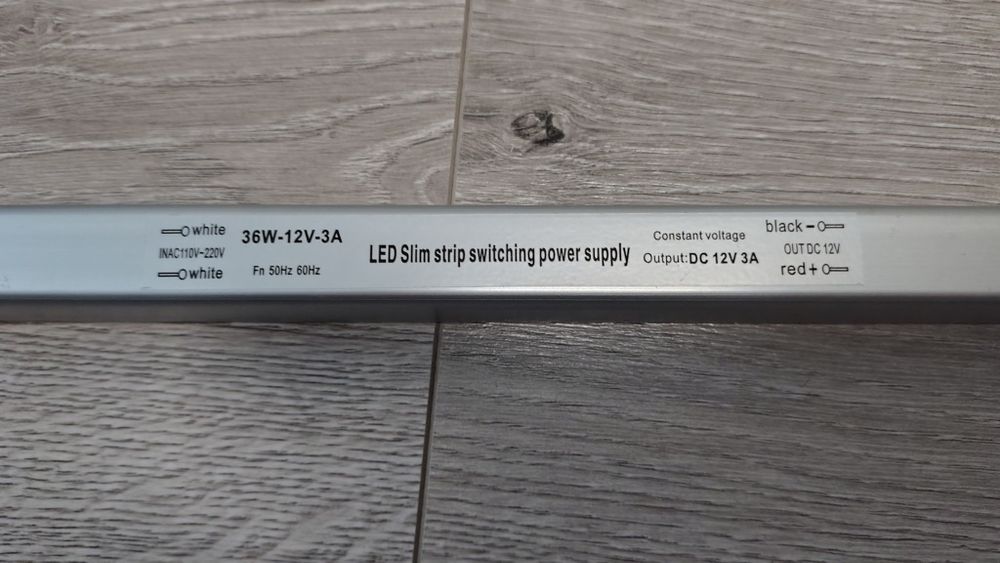 white
INAC110V~220V
white
36W-12V-3A
Fn 50Hz 60Hz
LED Slim strip switching power supply
Constant voltage
Output:DC 12V 3A
black -
OUT DC 12V
red +